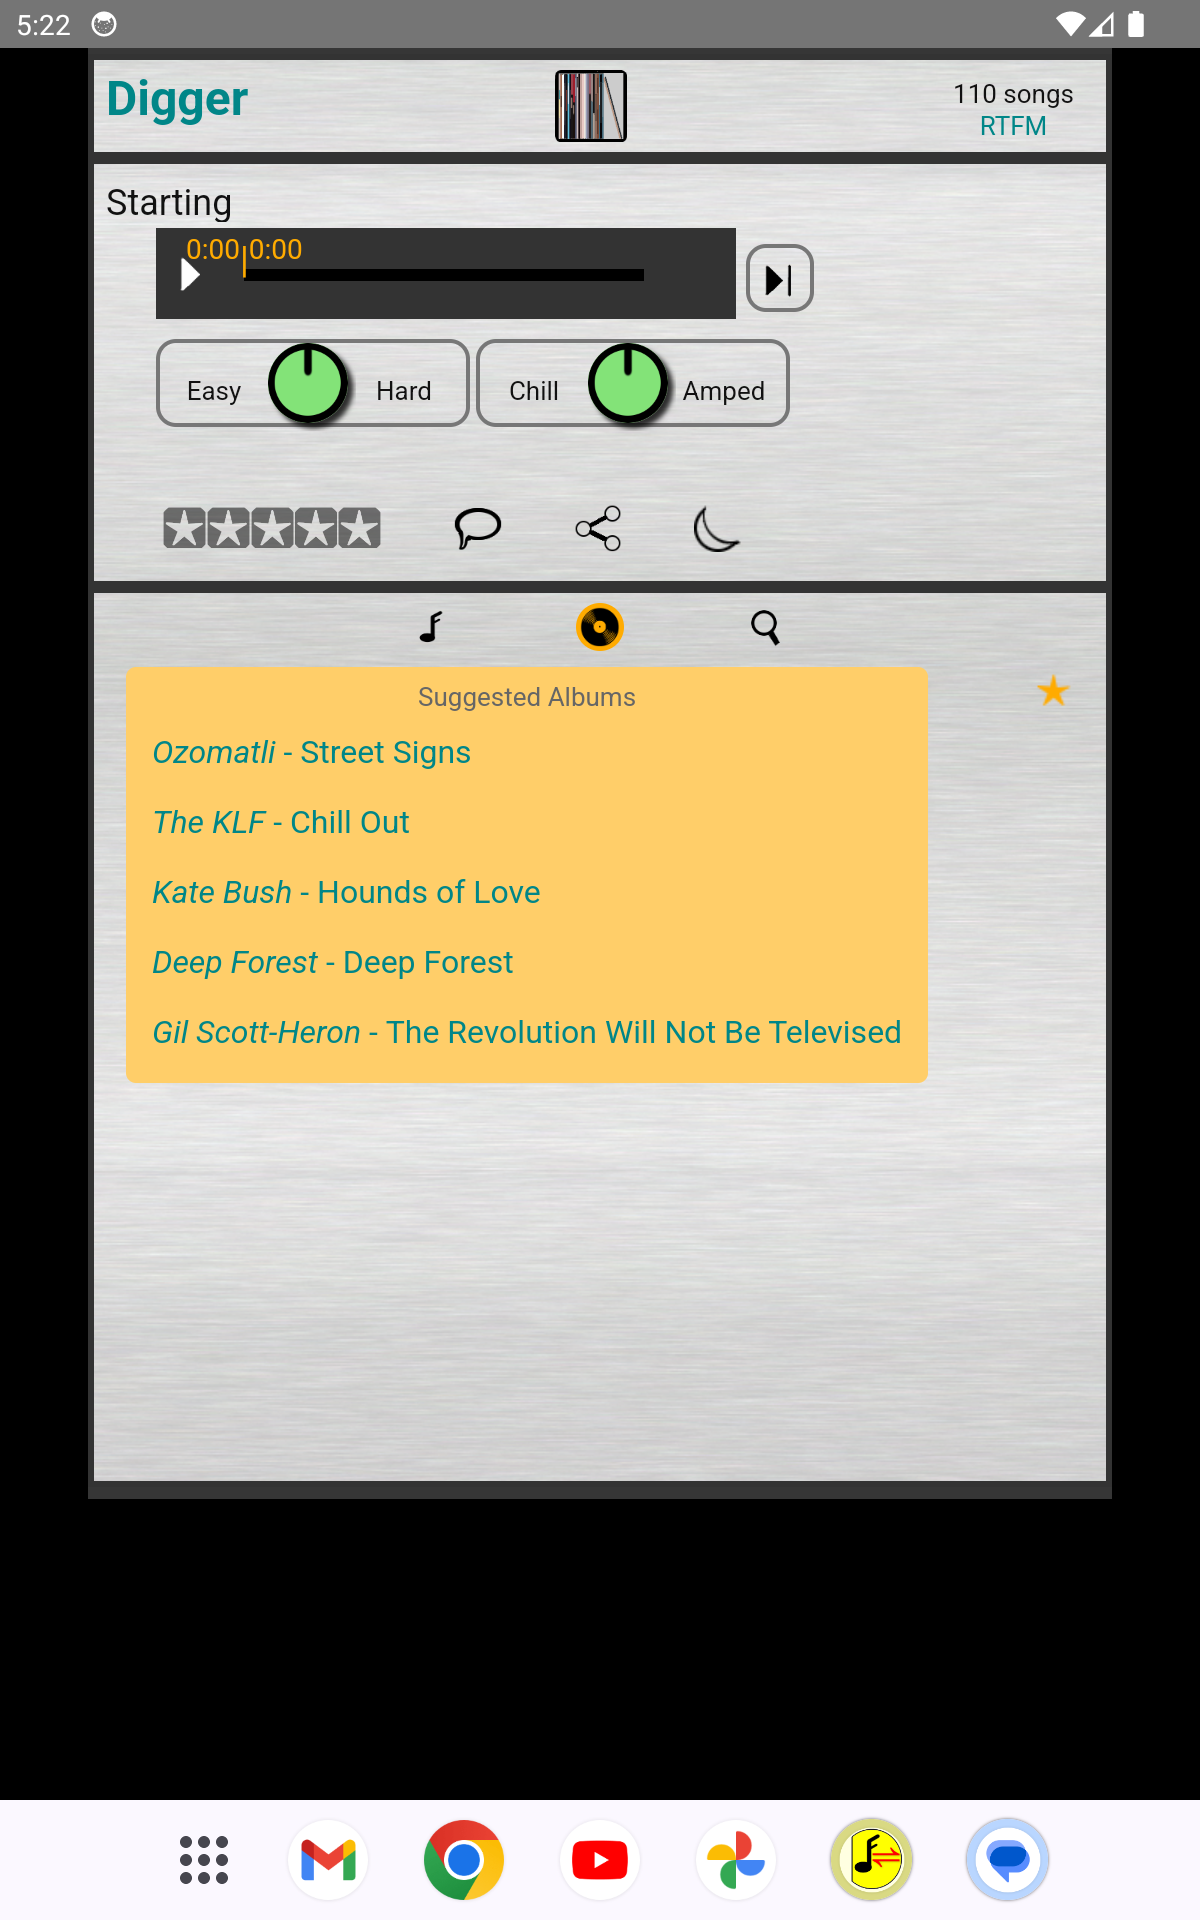 5:22
Digger
110 songs
RTFM
Starting
0:00 0:00
Easy Hard Chill Amped
Suggested Albums
Ozomatli - Street Signs
The KLF - Chill Out
Kate Bush - Hounds of Love
Deep Forest - Deep Forest
Gil Scott-Heron - The Revolution Will Not Be Televised